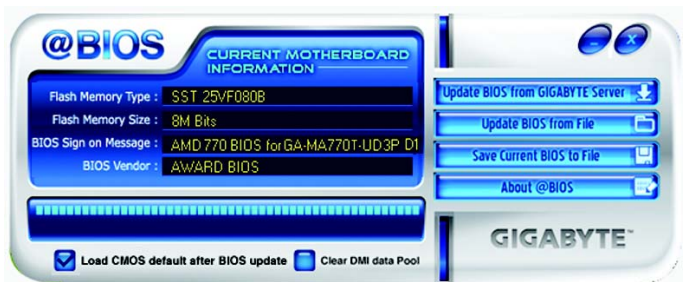 @BIOS
CURRENT MOTHERBOARD
INFORMATION
Flash Memory Type : SST 25VF080B
Flash Memory Size : 8M Bits
BIOS Sign on Message : AMD 770 BIOS for GA-MA770T-UD3P D1
BIOS Vendor : AWARD BIOS
Load CMOS default after BIOS update
Clear DMI data Pool
Update BIOS from GIGABYTE Server
Update BIOS from File
Save Current BIOS to File
About @BIOS
GIGABYTE™